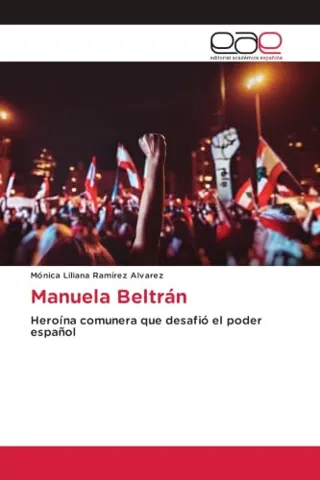 eae
editorial académica española
Mónica Liliana Ramírez Alvarez
Manuela Beltrán
Heroína comunera que desafió el poder
español